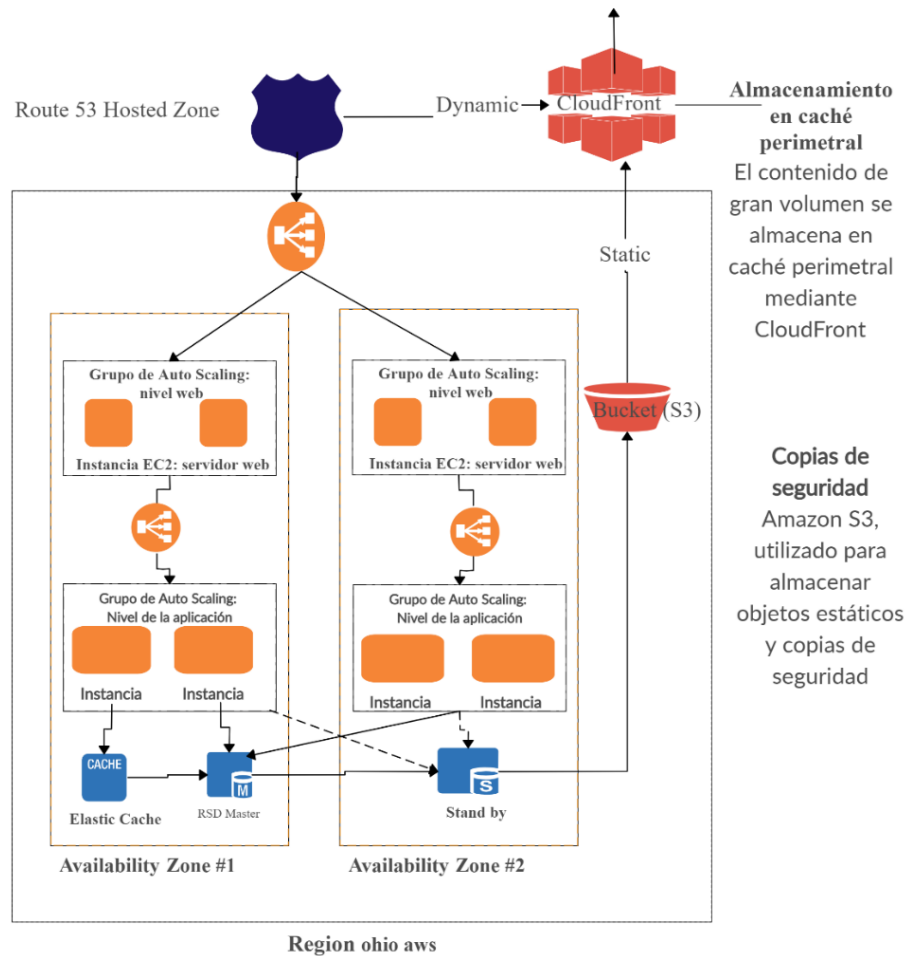 Route 53 Hosted Zone
Dynamic
CloudFront
Almacenamiento
en caché
perimetral
El contenido de
gran volumen se
almacena en
caché perimetral
mediante
CloudFront
Static
Bucket (S3)
Grupo de Auto Scaling:
nivel web
Instancia EC2: servidor web
Grupo de Auto Scaling:
nivel web
Instancia EC2: servidor web
Copias de
seguridad
Amazon S3,
utilizado para
almacenar
objetos estáticos
y copias de
seguridad
Grupo de Auto Scaling:
Nivel de la aplicación
Instancia
Instancia
Grupo de Auto Scaling:
Nivel de la aplicación
Instancia
Instancia
CACHE
Elastic Cache
M
RSD Master
S
Stand by
Availability Zone #1
Availability Zone #2
Region ohio aws